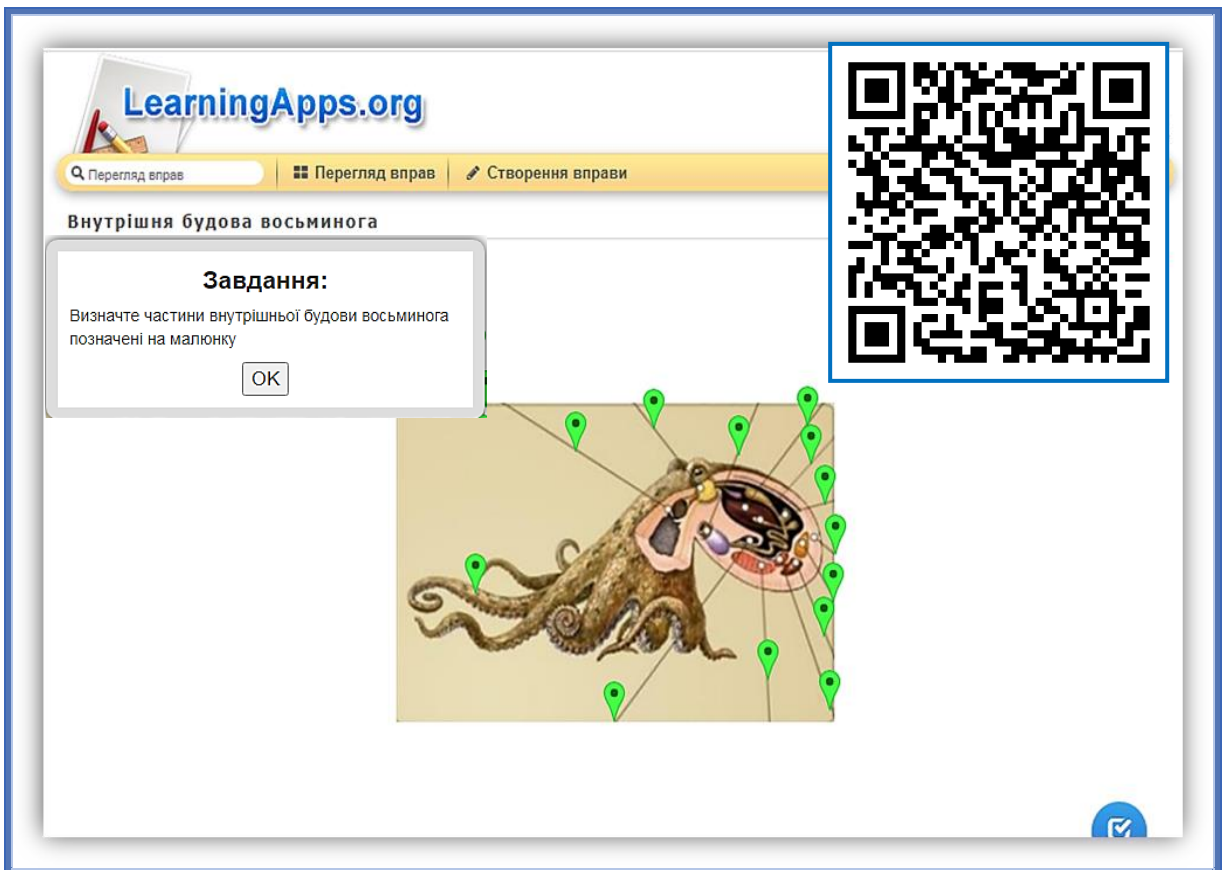 LearningApps.org
Перегляд вправ
Перегляд вправ
Створення вправи
Внутрішня будова восьминога
Завдання:
Визначте частини внутрішньої будови восьминога
позначені на малюнку
OK